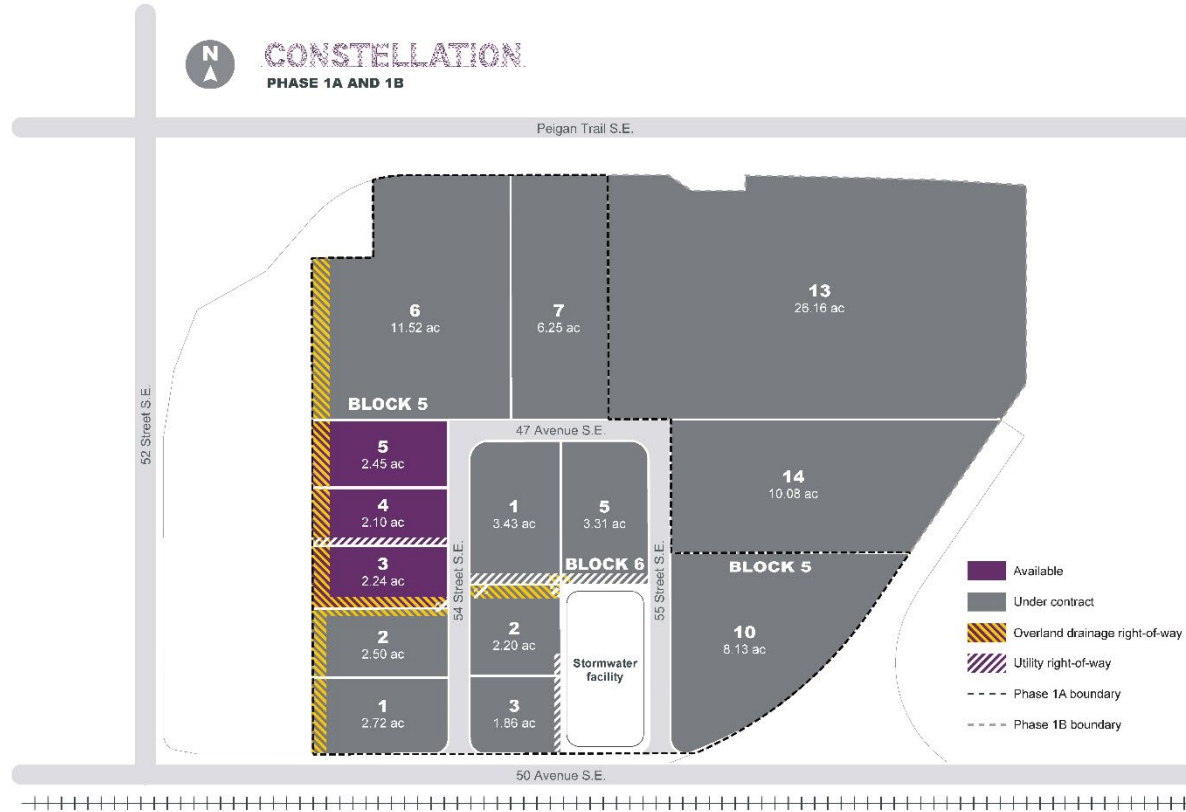 N
CONSTELLATION
PHASE 1A AND 1B
Peigan Trail S.E.
52 Street S.E.
6
11.52 ac
7
6.25 ac
13
26.16 ac
BLOCK 5
47 Avenue S.E.
5
2.45 ac
4
2.10 ac
3
2.24 ac
2
2.50 ac
1
2.72 ac
54 Street S.E.
1
3.43 ac
5
3.31 ac
BLOCK 6
2
2.20 ac
3
1.86 ac
Stormwater
facility
55 Street S.E.
14
10.08 ac
BLOCK 5
10
8.13 ac
Available
Under contract
Overland drainage right-of-way
Utility right-of-way
Phase 1A boundary
Phase 1B boundary
50 Avenue S.E.